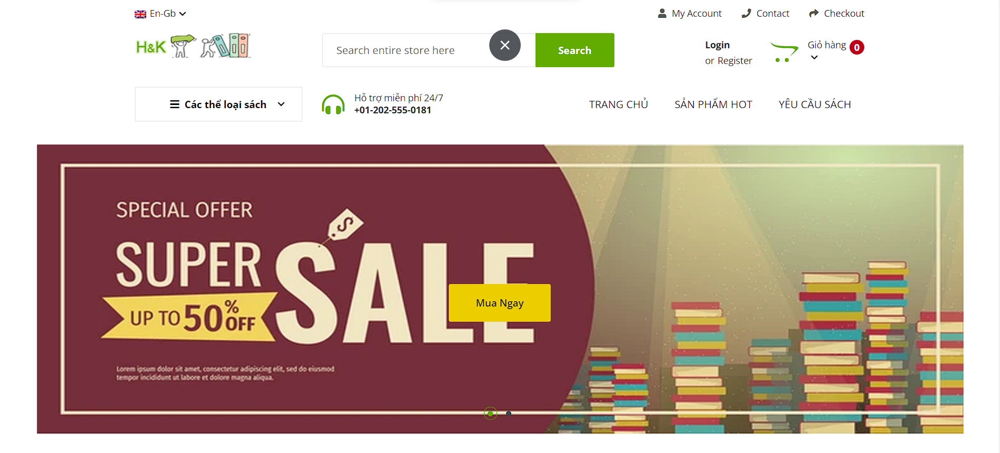 En-Gb
My Account
Contact
Checkout
H&K
Search entire store here
Search
Login
or Register
Giỏ hàng
0
Các thể loại sách
Hỗ trợ miễn phí 24/7
+01-202-555-0181
TRANG CHỦ
SẢN PHẨM HOT
YÊU CẦU SÁCH
SPECIAL OFFER
$
SUPER SALE
UP TO 50% OFF
Mua Ngay
Lorem ipsum dolor sit amet, consectetur adipiscing elit, sed do eiusmod
tempor incididunt ut labore et dolore magna aliqua.